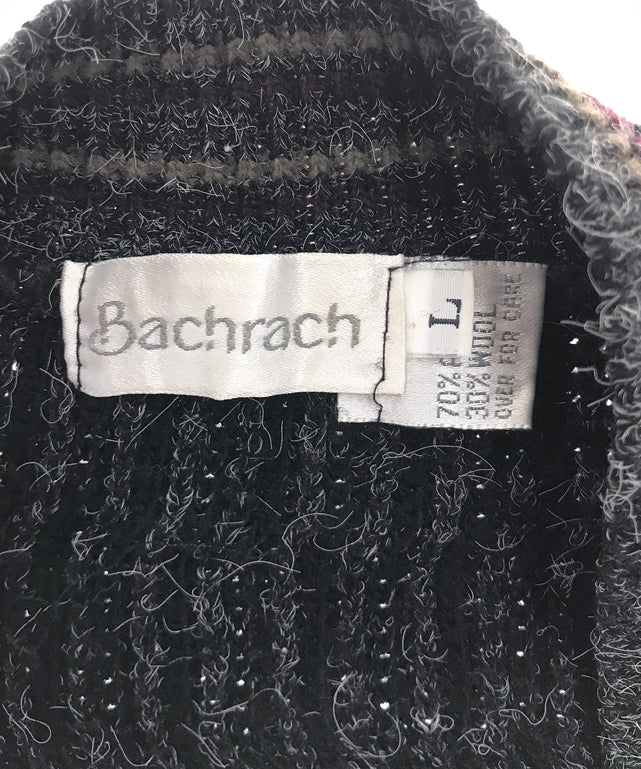 Bachrach
L
70%
30% WOOL
OVER FOR CARE